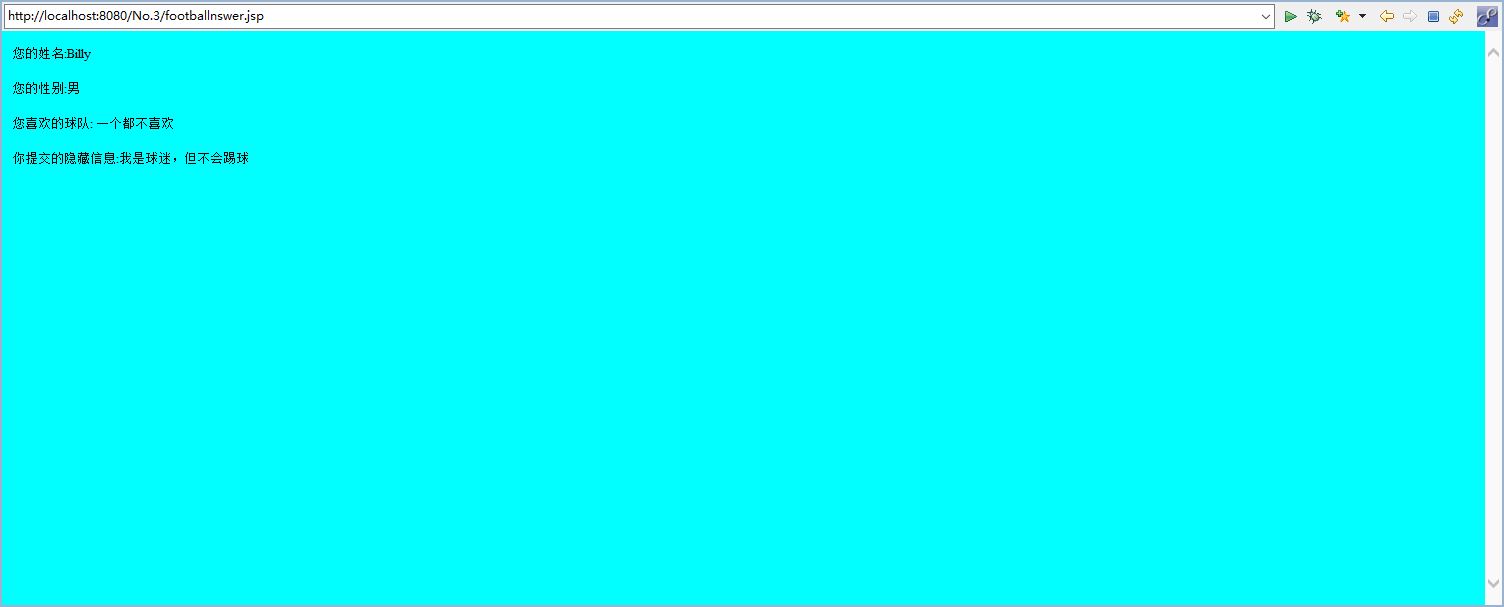 http://localhost:8080/No.3/footballnswer.jsp
您的姓名:Billy
您的性别:男
您喜欢的球队: 一个都不喜欢
你提交的隐藏信息:我是球迷，但不会踢球